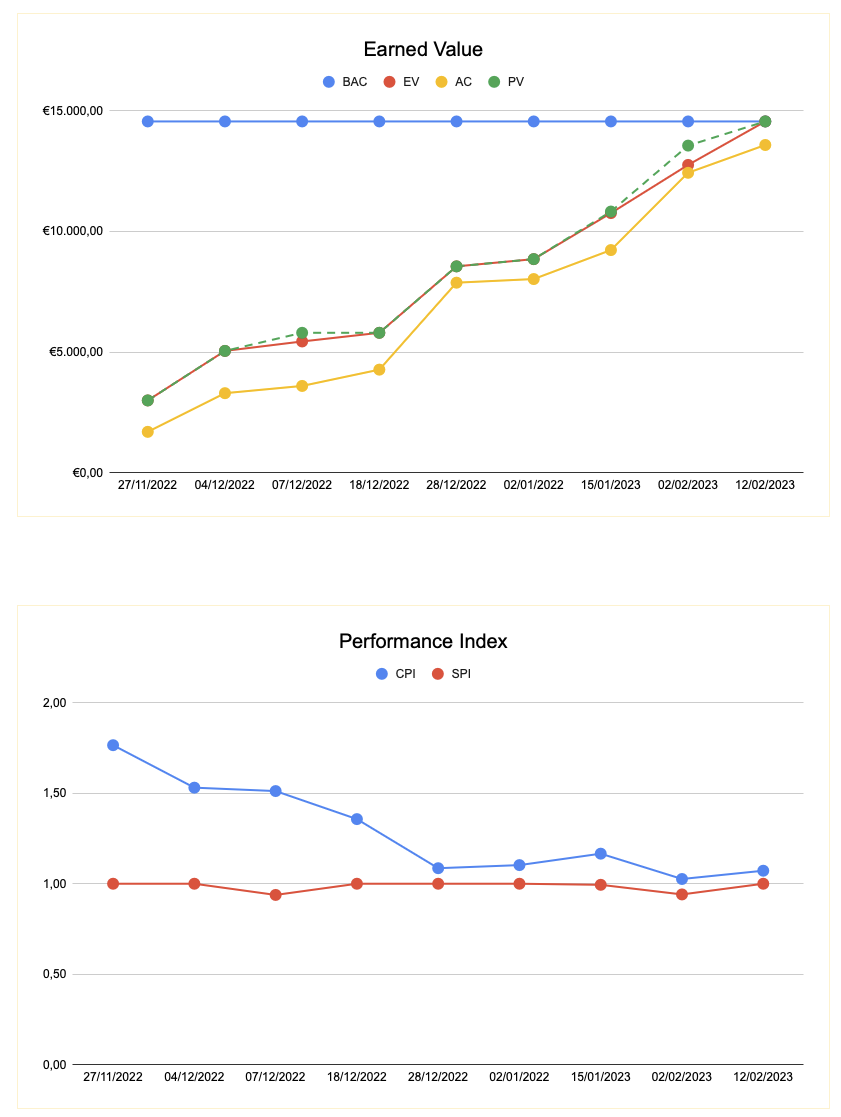 Earned Value
BAC EV AC PV
€15.000,00
€10.000,00
€5.000,00
€0,00
27/11/2022 04/12/2022 07/12/2022 18/12/2022 28/12/2022 02/01/2022 15/01/2023 02/02/2023 12/02/2023
Performance Index
CPI SPI
2,00
1,50
1,00
0,50
0,00
27/11/2022 04/12/2022 07/12/2022 18/12/2022 28/12/2022 02/01/2022 15/01/2023 02/02/2023 12/02/2023